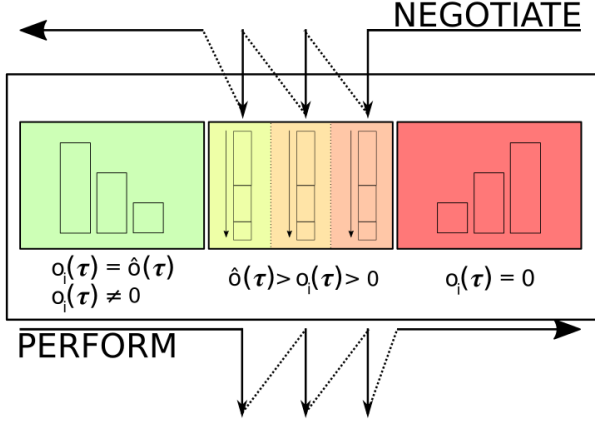 NEGOTIATE
oᵢ(τ) = ô(τ)
oᵢ(τ) ≠ 0
ô(τ) > oᵢ(τ) > 0
oᵢ(τ) = 0
PERFORM